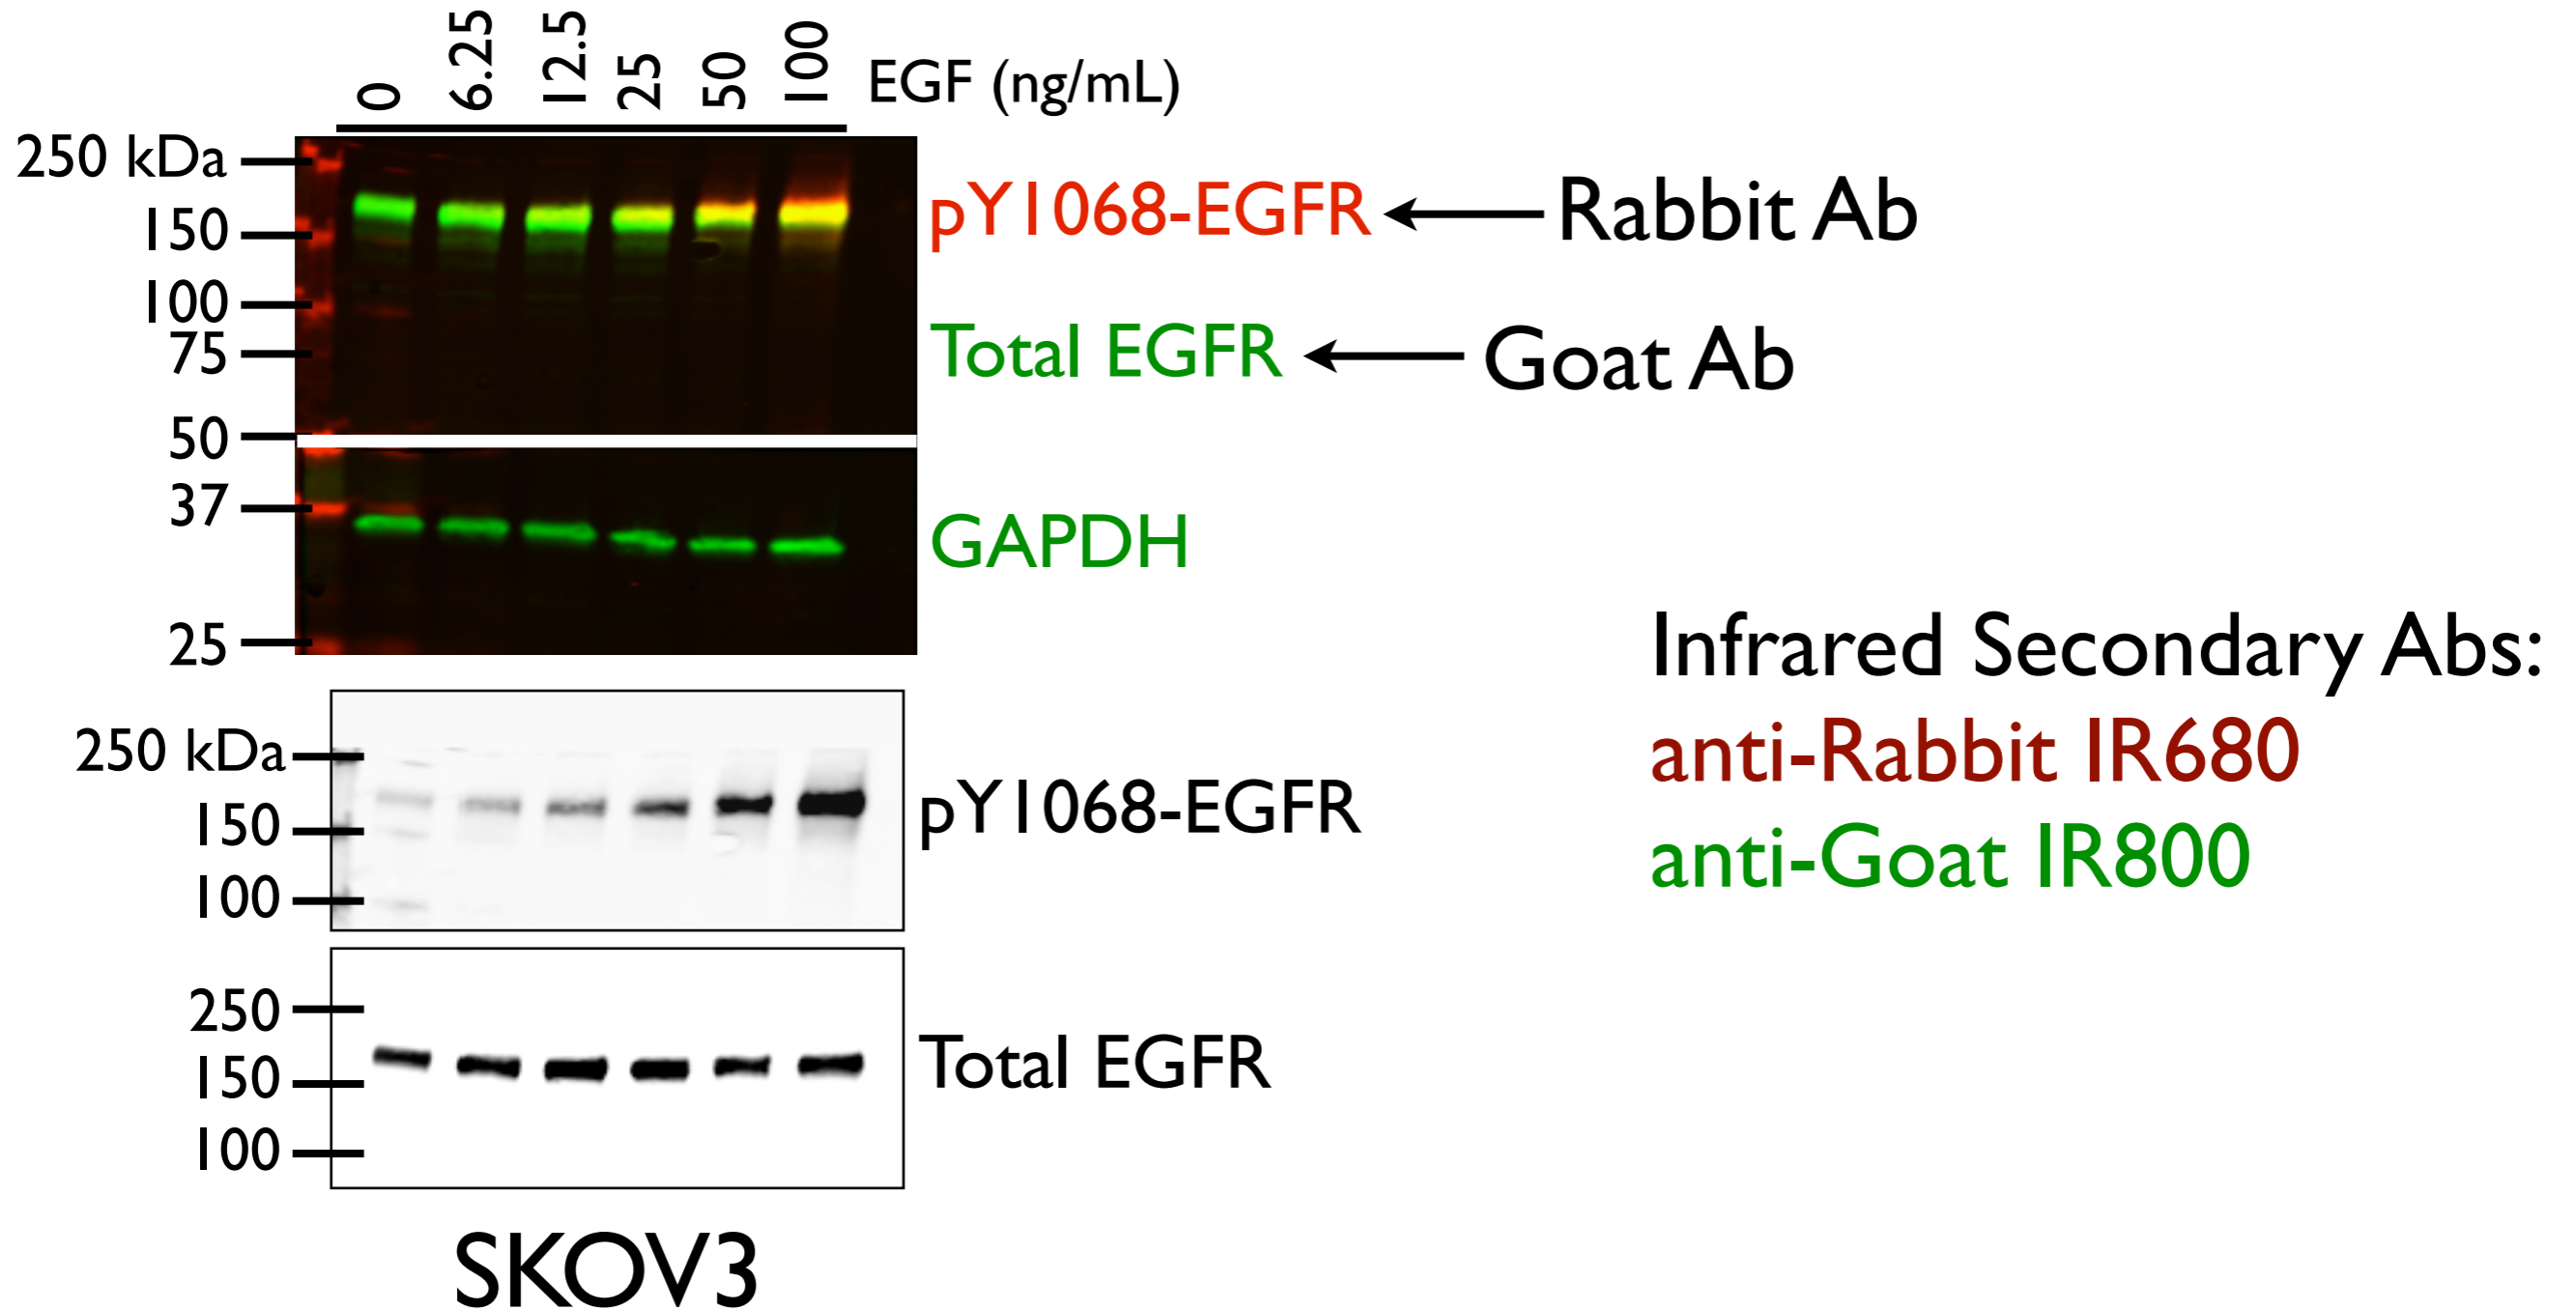 0 6.25 12.5 25 50 100 EGF (ng/mL)
250 kDa
150
100
75
50
37
25
pY1068-EGFR
Rabbit Ab
Total EGFR
Goat Ab
GAPDH
Infrared Secondary Abs:
anti-Rabbit IR680
anti-Goat IR800
250 kDa
150
100
pY1068-EGFR
250
150
100
Total EGFR
SKOV3